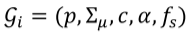 𝒢ᵢ = (p, Σ_μ, c, α, f_s)